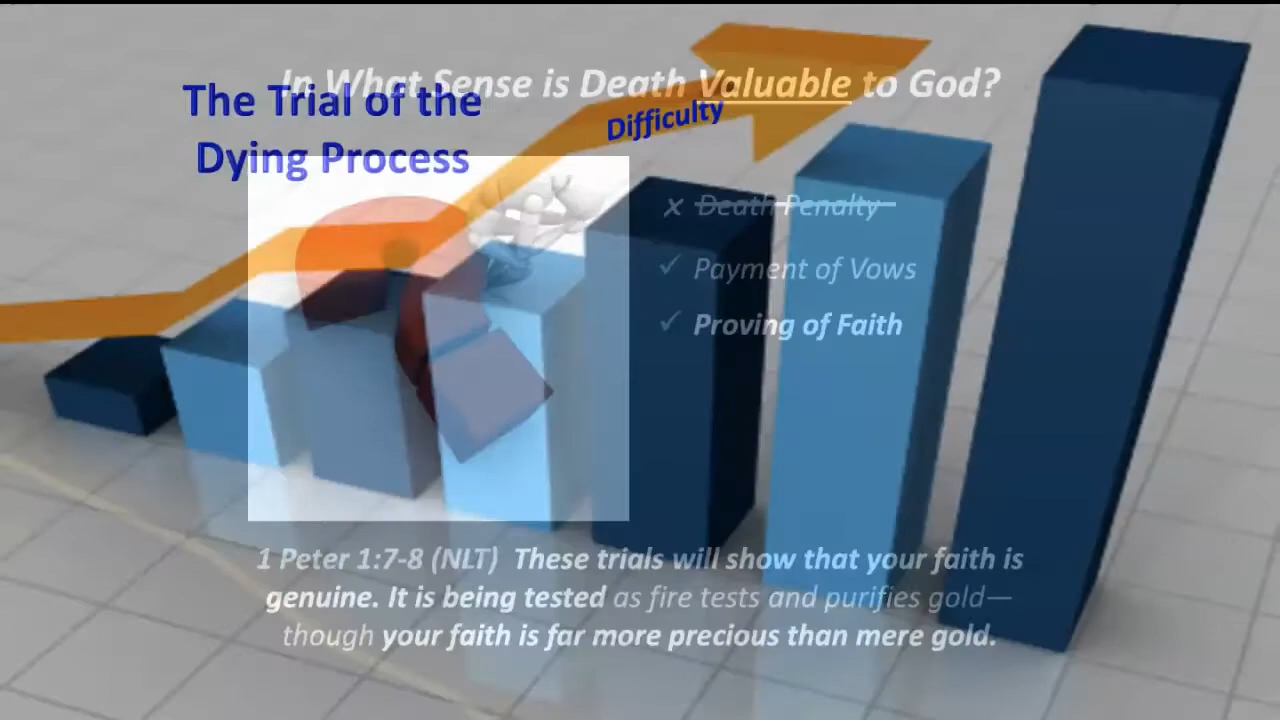 In What Sense is Death Valuable to God?
The Trial of the
Dying Process
Difficulty
✗ Death Penalty
✓ Payment of Vows
✓ Proving of Faith
1 Peter 1:7-8 (NLT) These trials will show that your faith is
genuine. It is being tested as fire tests and purifies gold—
though your faith is far more precious than mere gold.